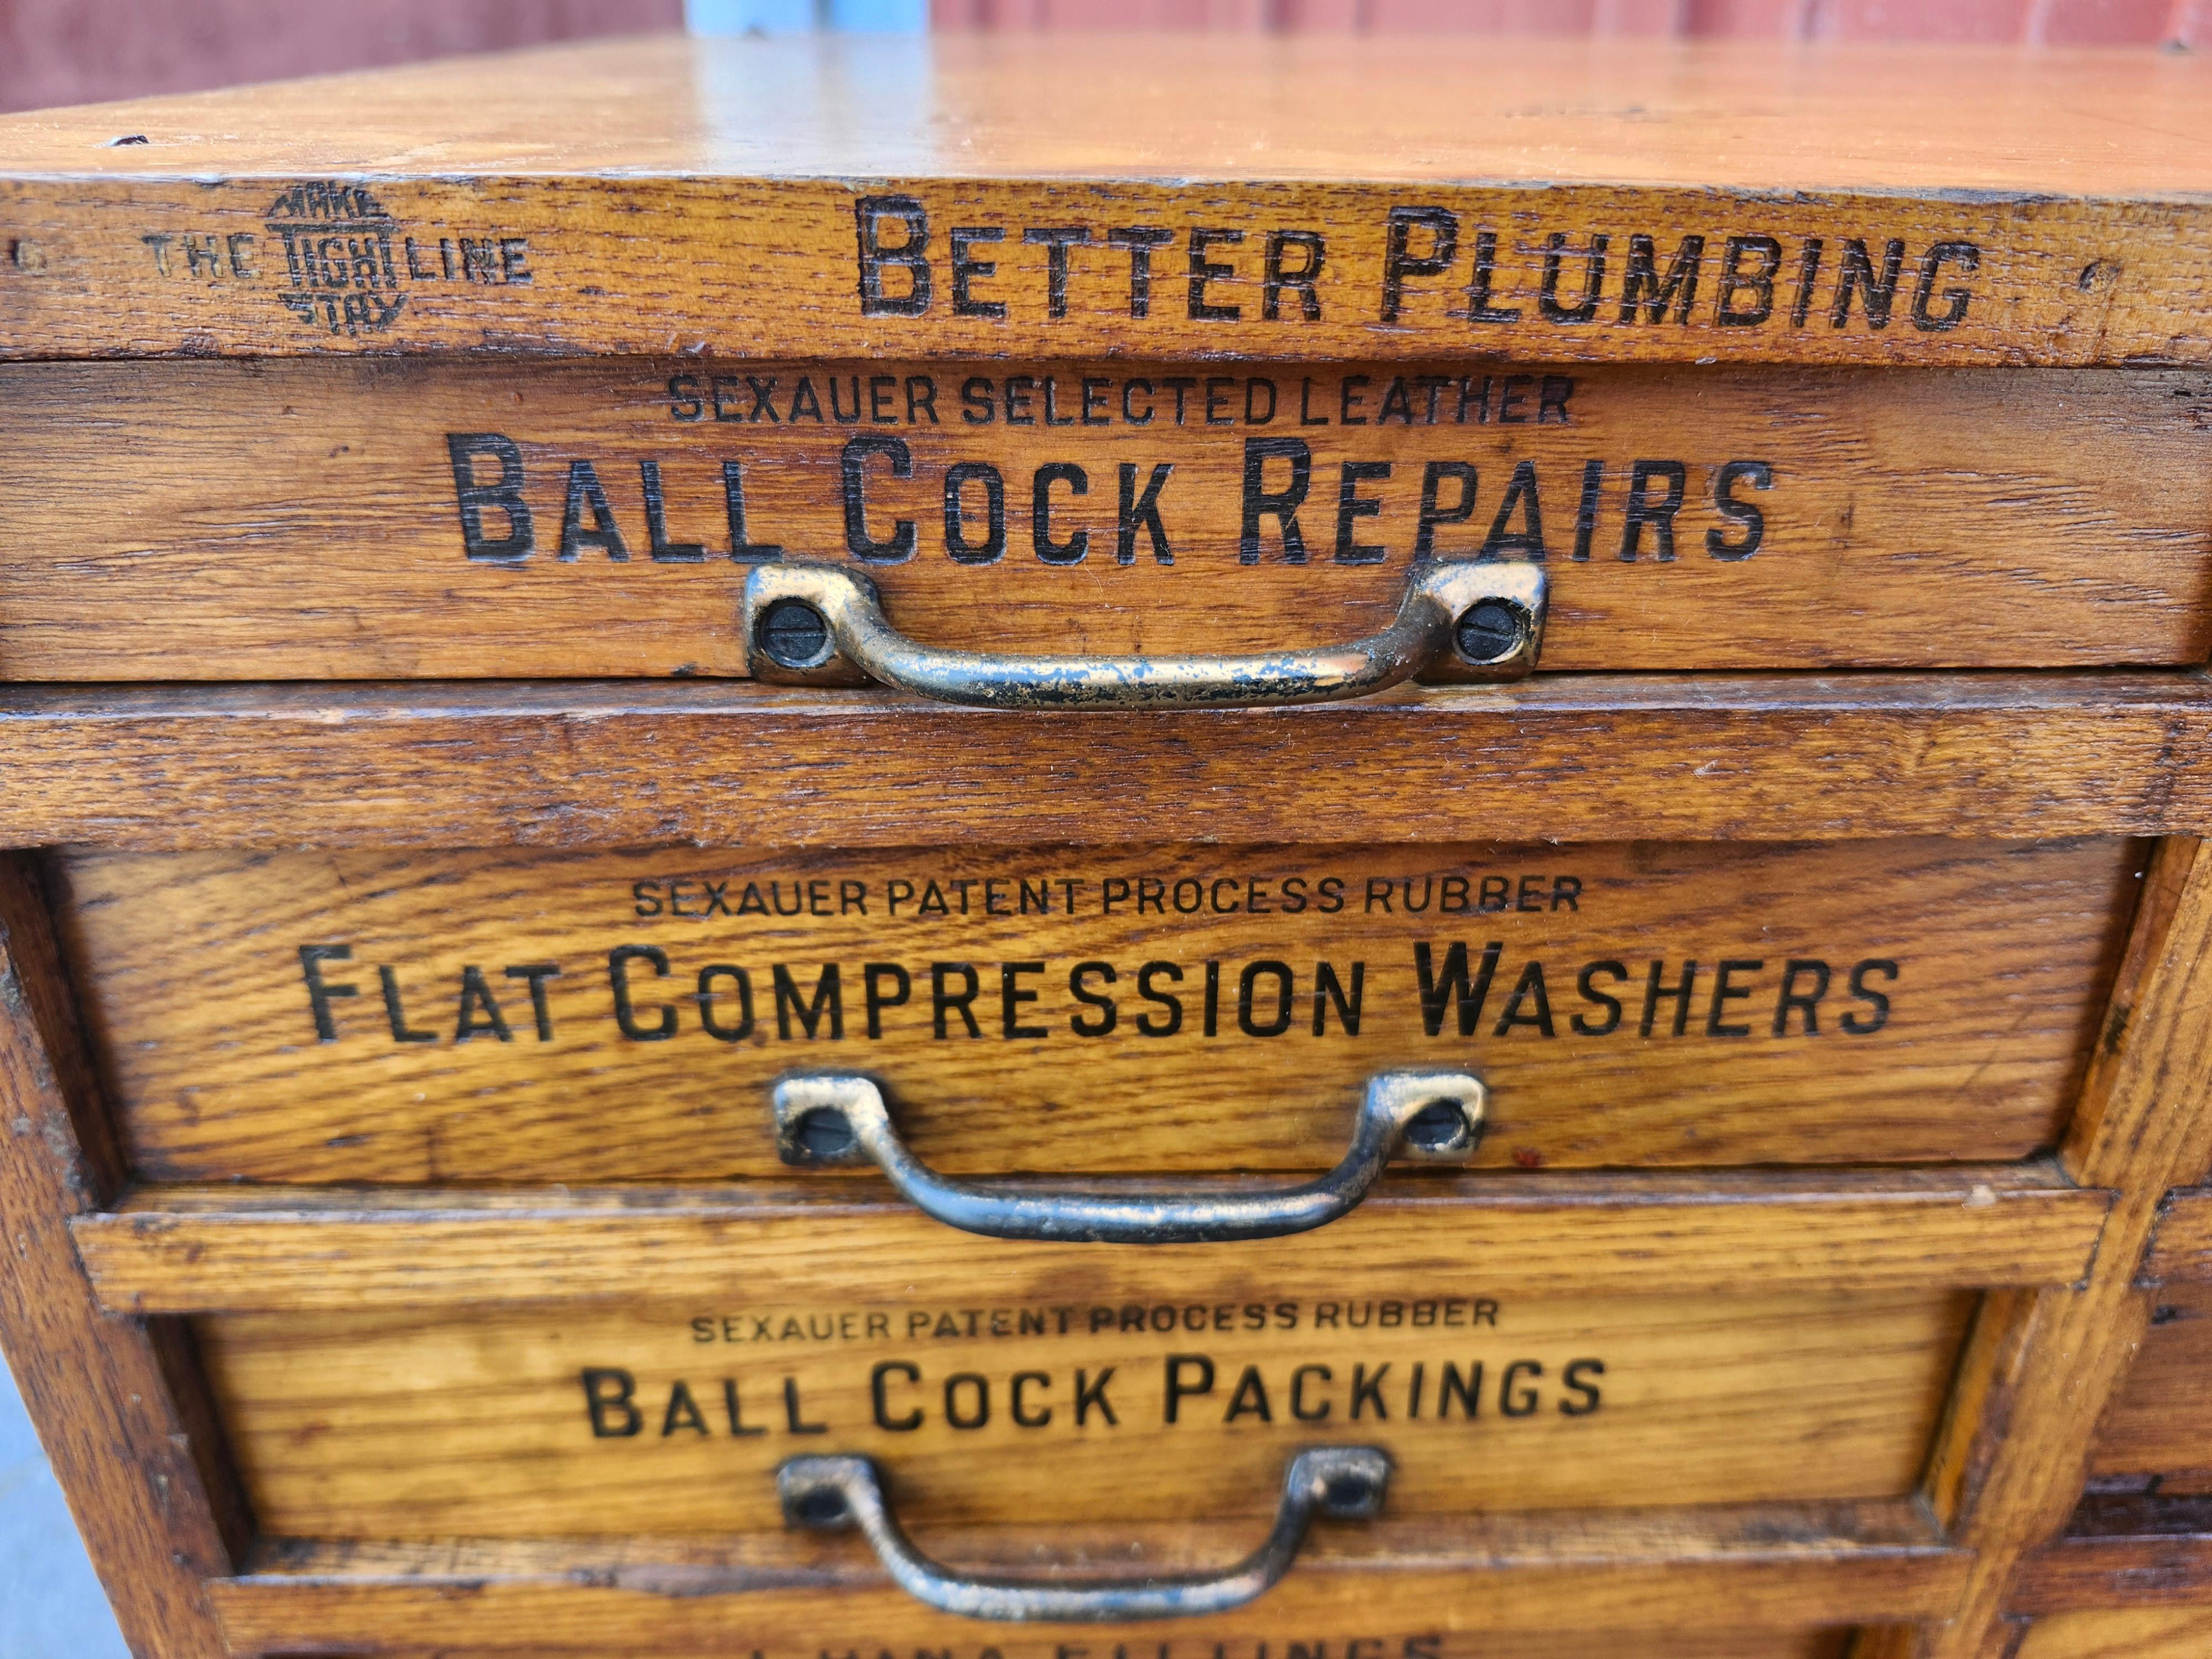 MAKE
THE TIGHT LINE
STAY
BETTER PLUMBING
SEXAUER SELECTED LEATHER
BALL COCK REPAIRS
SEXAUER PATENT PROCESS RUBBER
FLAT COMPRESSION WASHERS
SEXAUER PATENT PROCESS RUBBER
BALL COCK PACKINGS
FITTINGS